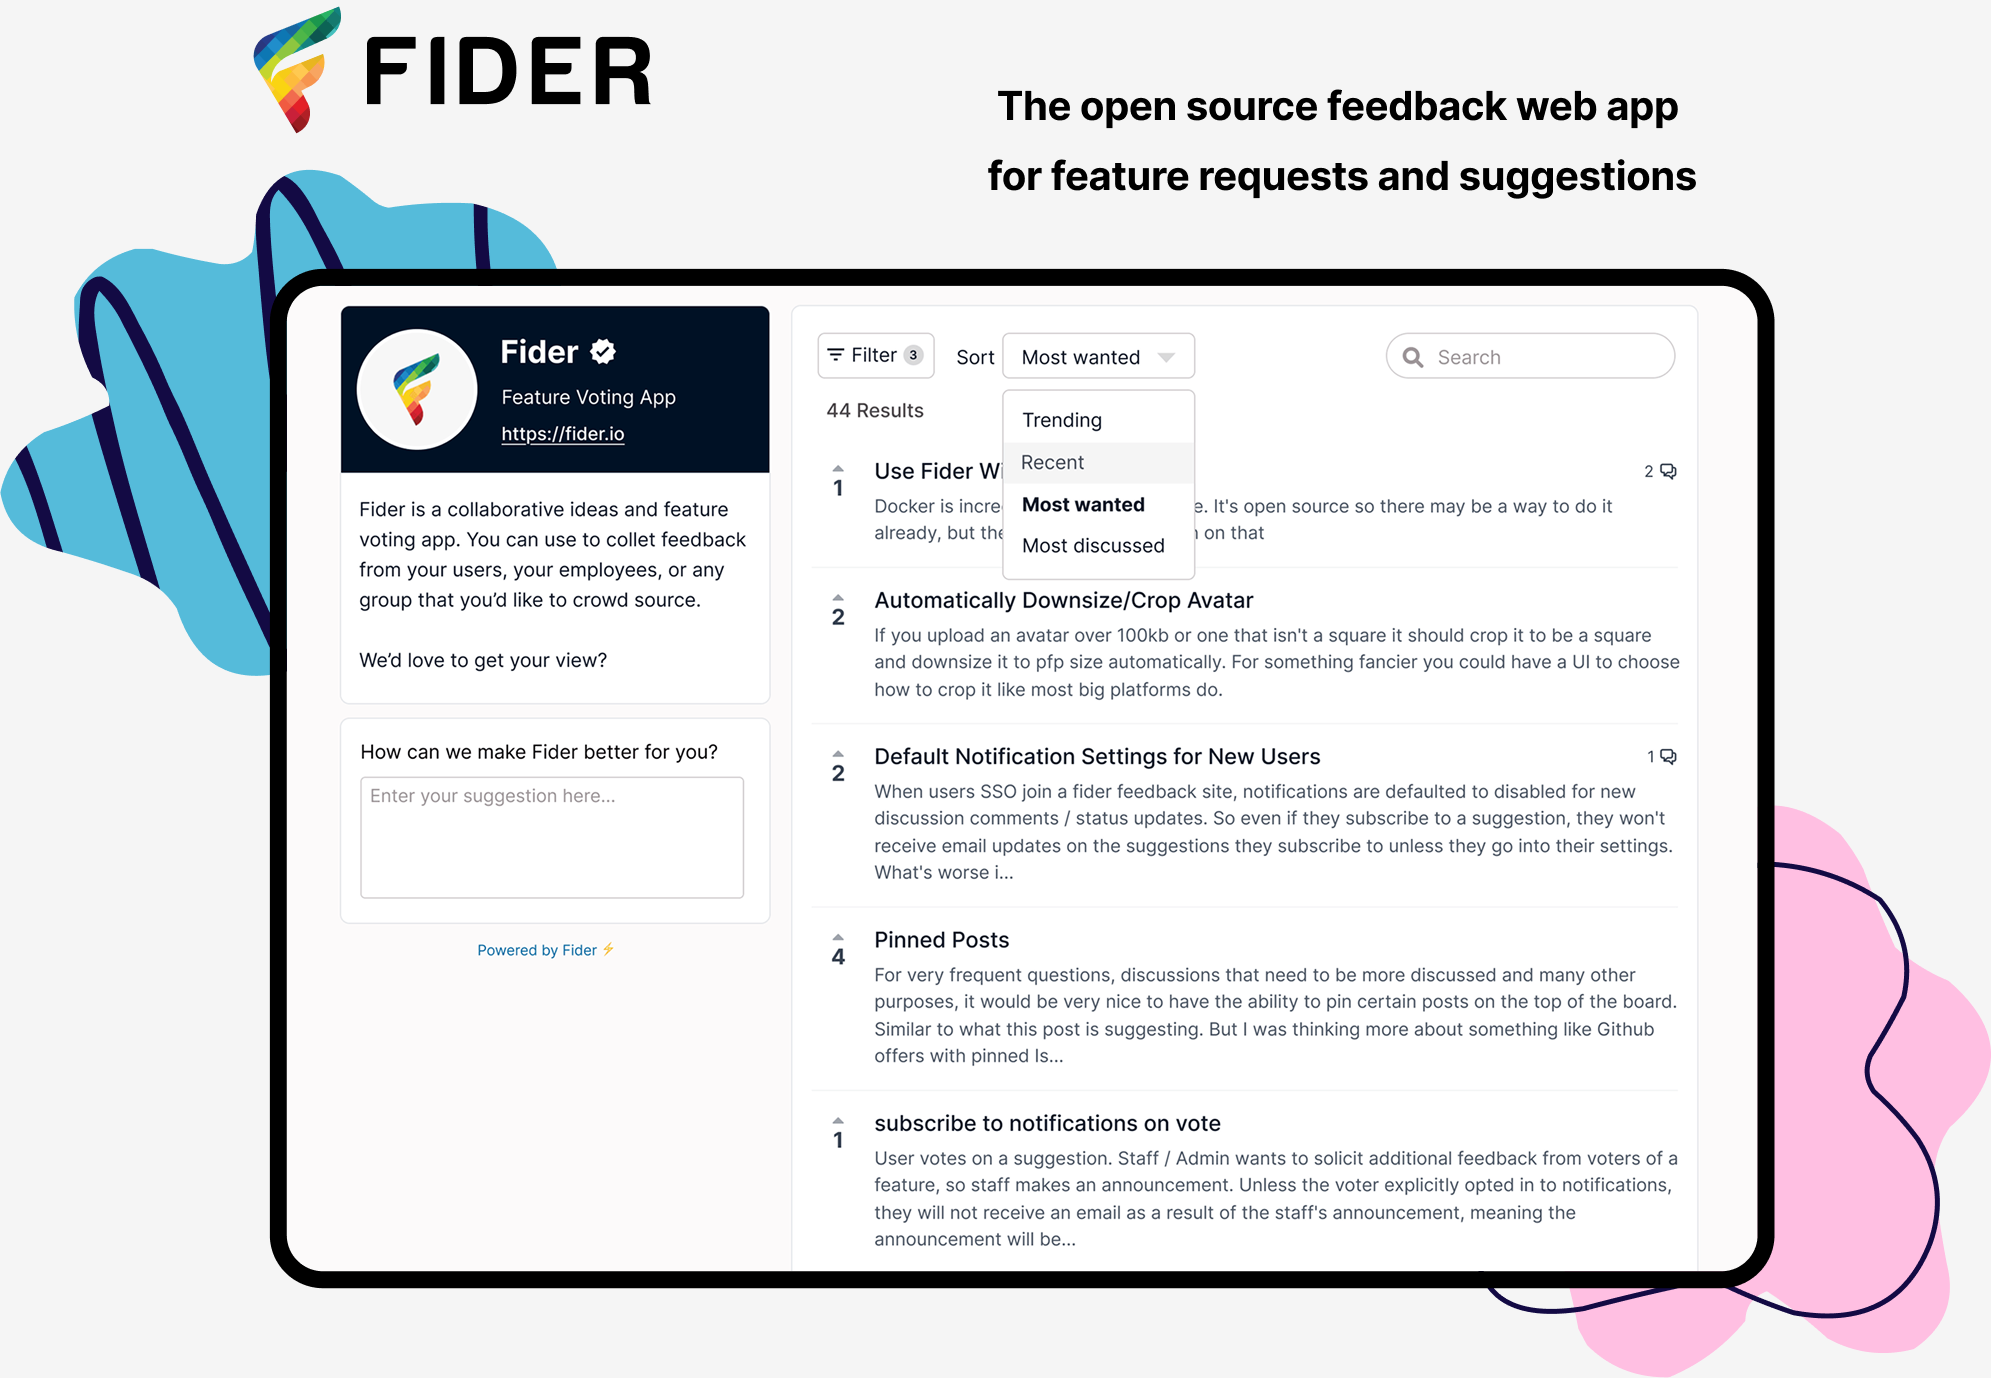 FIDER
The open source feedback web app
for feature requests and suggestions
Fider
Feature Voting App
https://fider.io
Fider is a collaborative ideas and feature
voting app. You can use to collet feedback
from your users, your employees, or any
group that you’d like to crowd source.
We’d love to get your view?
How can we make Fider better for you?
Enter your suggestion here...
Powered by Fider ⚡
Filter 3
Sort
Most wanted
Search
44 Results
Trending
Recent
Most wanted
Most discussed
1
Use Fider
2
Docker is e. It's open source so there may be a way to do it
already, but on that
2
Automatically Downsize/Crop Avatar
If you upload an avatar over 100kb or one that isn't a square it should crop it to be a square
and downsize it to pfp size automatically. For something fancier you could have a UI to choose
how to crop it like most big platforms do.
2
Default Notification Settings for New Users
1
When users SSO join a fider feedback site, notifications are defaulted to disabled for new
discussion comments / status updates. So even if they subscribe to a suggestion, they won't
receive email updates on the suggestions they subscribe to unless they go into their settings.
What's worse i...
4
Pinned Posts
For very frequent questions, discussions that need to be more discussed and many other
purposes, it would be very nice to have the ability to pin certain posts on the top of the board.
Similar to what this post is suggesting. But I was thinking more about something like Github
offers with pinned Is...
1
subscribe to notifications on vote
User votes on a suggestion. Staff / Admin wants to solicit additional feedback from voters of a
feature, so staff makes an announcement. Unless the voter explicitly opted in to notifications,
they will not receive an email as a result of the staff's announcement, meaning the
announcement will be...